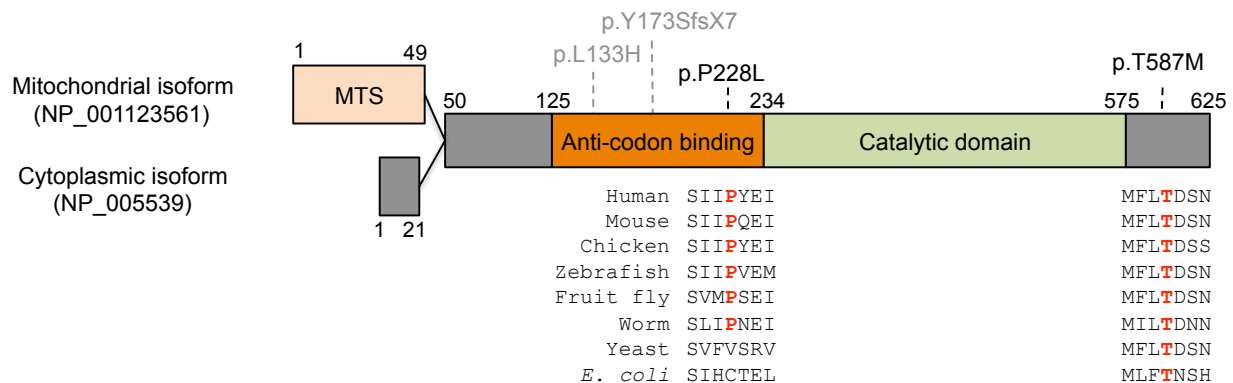 p.Y173SfsX7
p.L133H
p.P228L
p.T587M
1 49
Mitochondrial isoform
(NP_001123561)
MTS
50 125 234 575 625
Anti-codon binding
Catalytic domain
Cytoplasmic isoform
(NP_005539)
1 21
Human SIIPYEI MFLTDSN
Mouse SIIPQEI MFLTDSN
Chicken SIIPYEI MFLTDSS
Zebrafish SIIPVEM MFLTDSN
Fruit fly SVMPSEI MFLTDSN
Worm SLIPNEI MILTDNN
Yeast SVFVSRV MFLTDSN
E. coli SIHCTEL MLFTNSH